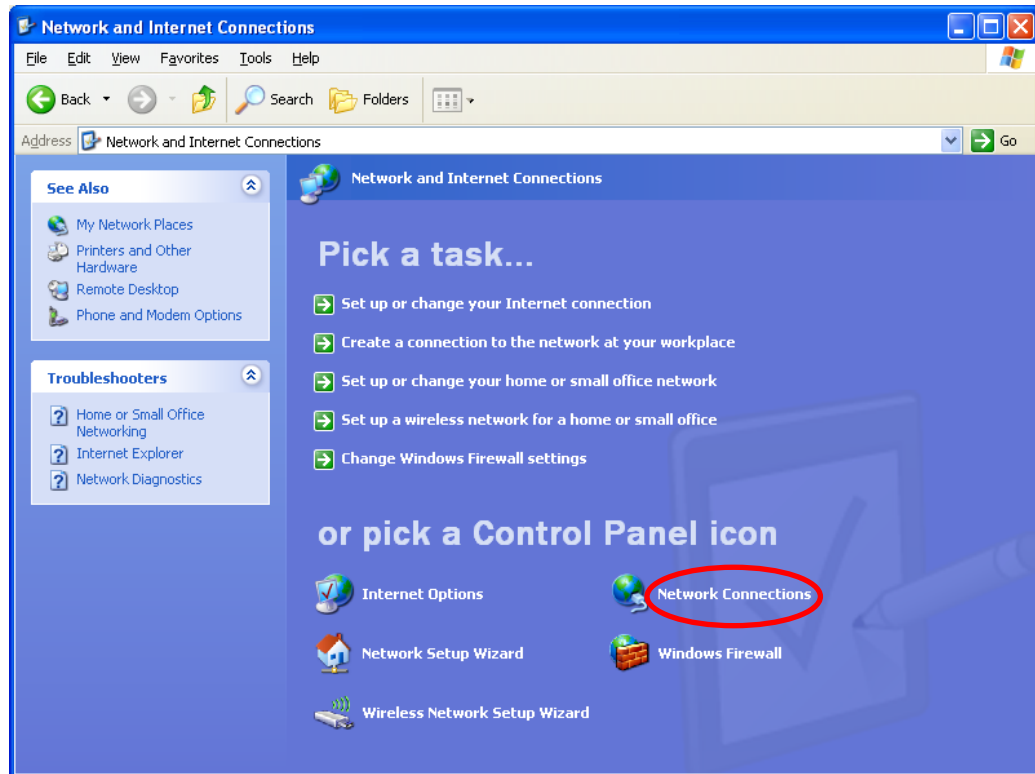 Network and Internet Connections
File Edit View Favorites Tools Help
Back Search Folders
Address Network and Internet Connections Go
See Also
My Network Places
Printers and Other
Hardware
Remote Desktop
Phone and Modem Options
Troubleshooters
Home or Small Office
Networking
Internet Explorer
Network Diagnostics
Network and Internet Connections
Pick a task...
Set up or change your Internet connection
Create a connection to the network at your workplace
Set up or change your home or small office network
Set up a wireless network for a home or small office
Change Windows Firewall settings
or pick a Control Panel icon
Internet Options
Network Connections
Network Setup Wizard
Windows Firewall
Wireless Network Setup Wizard